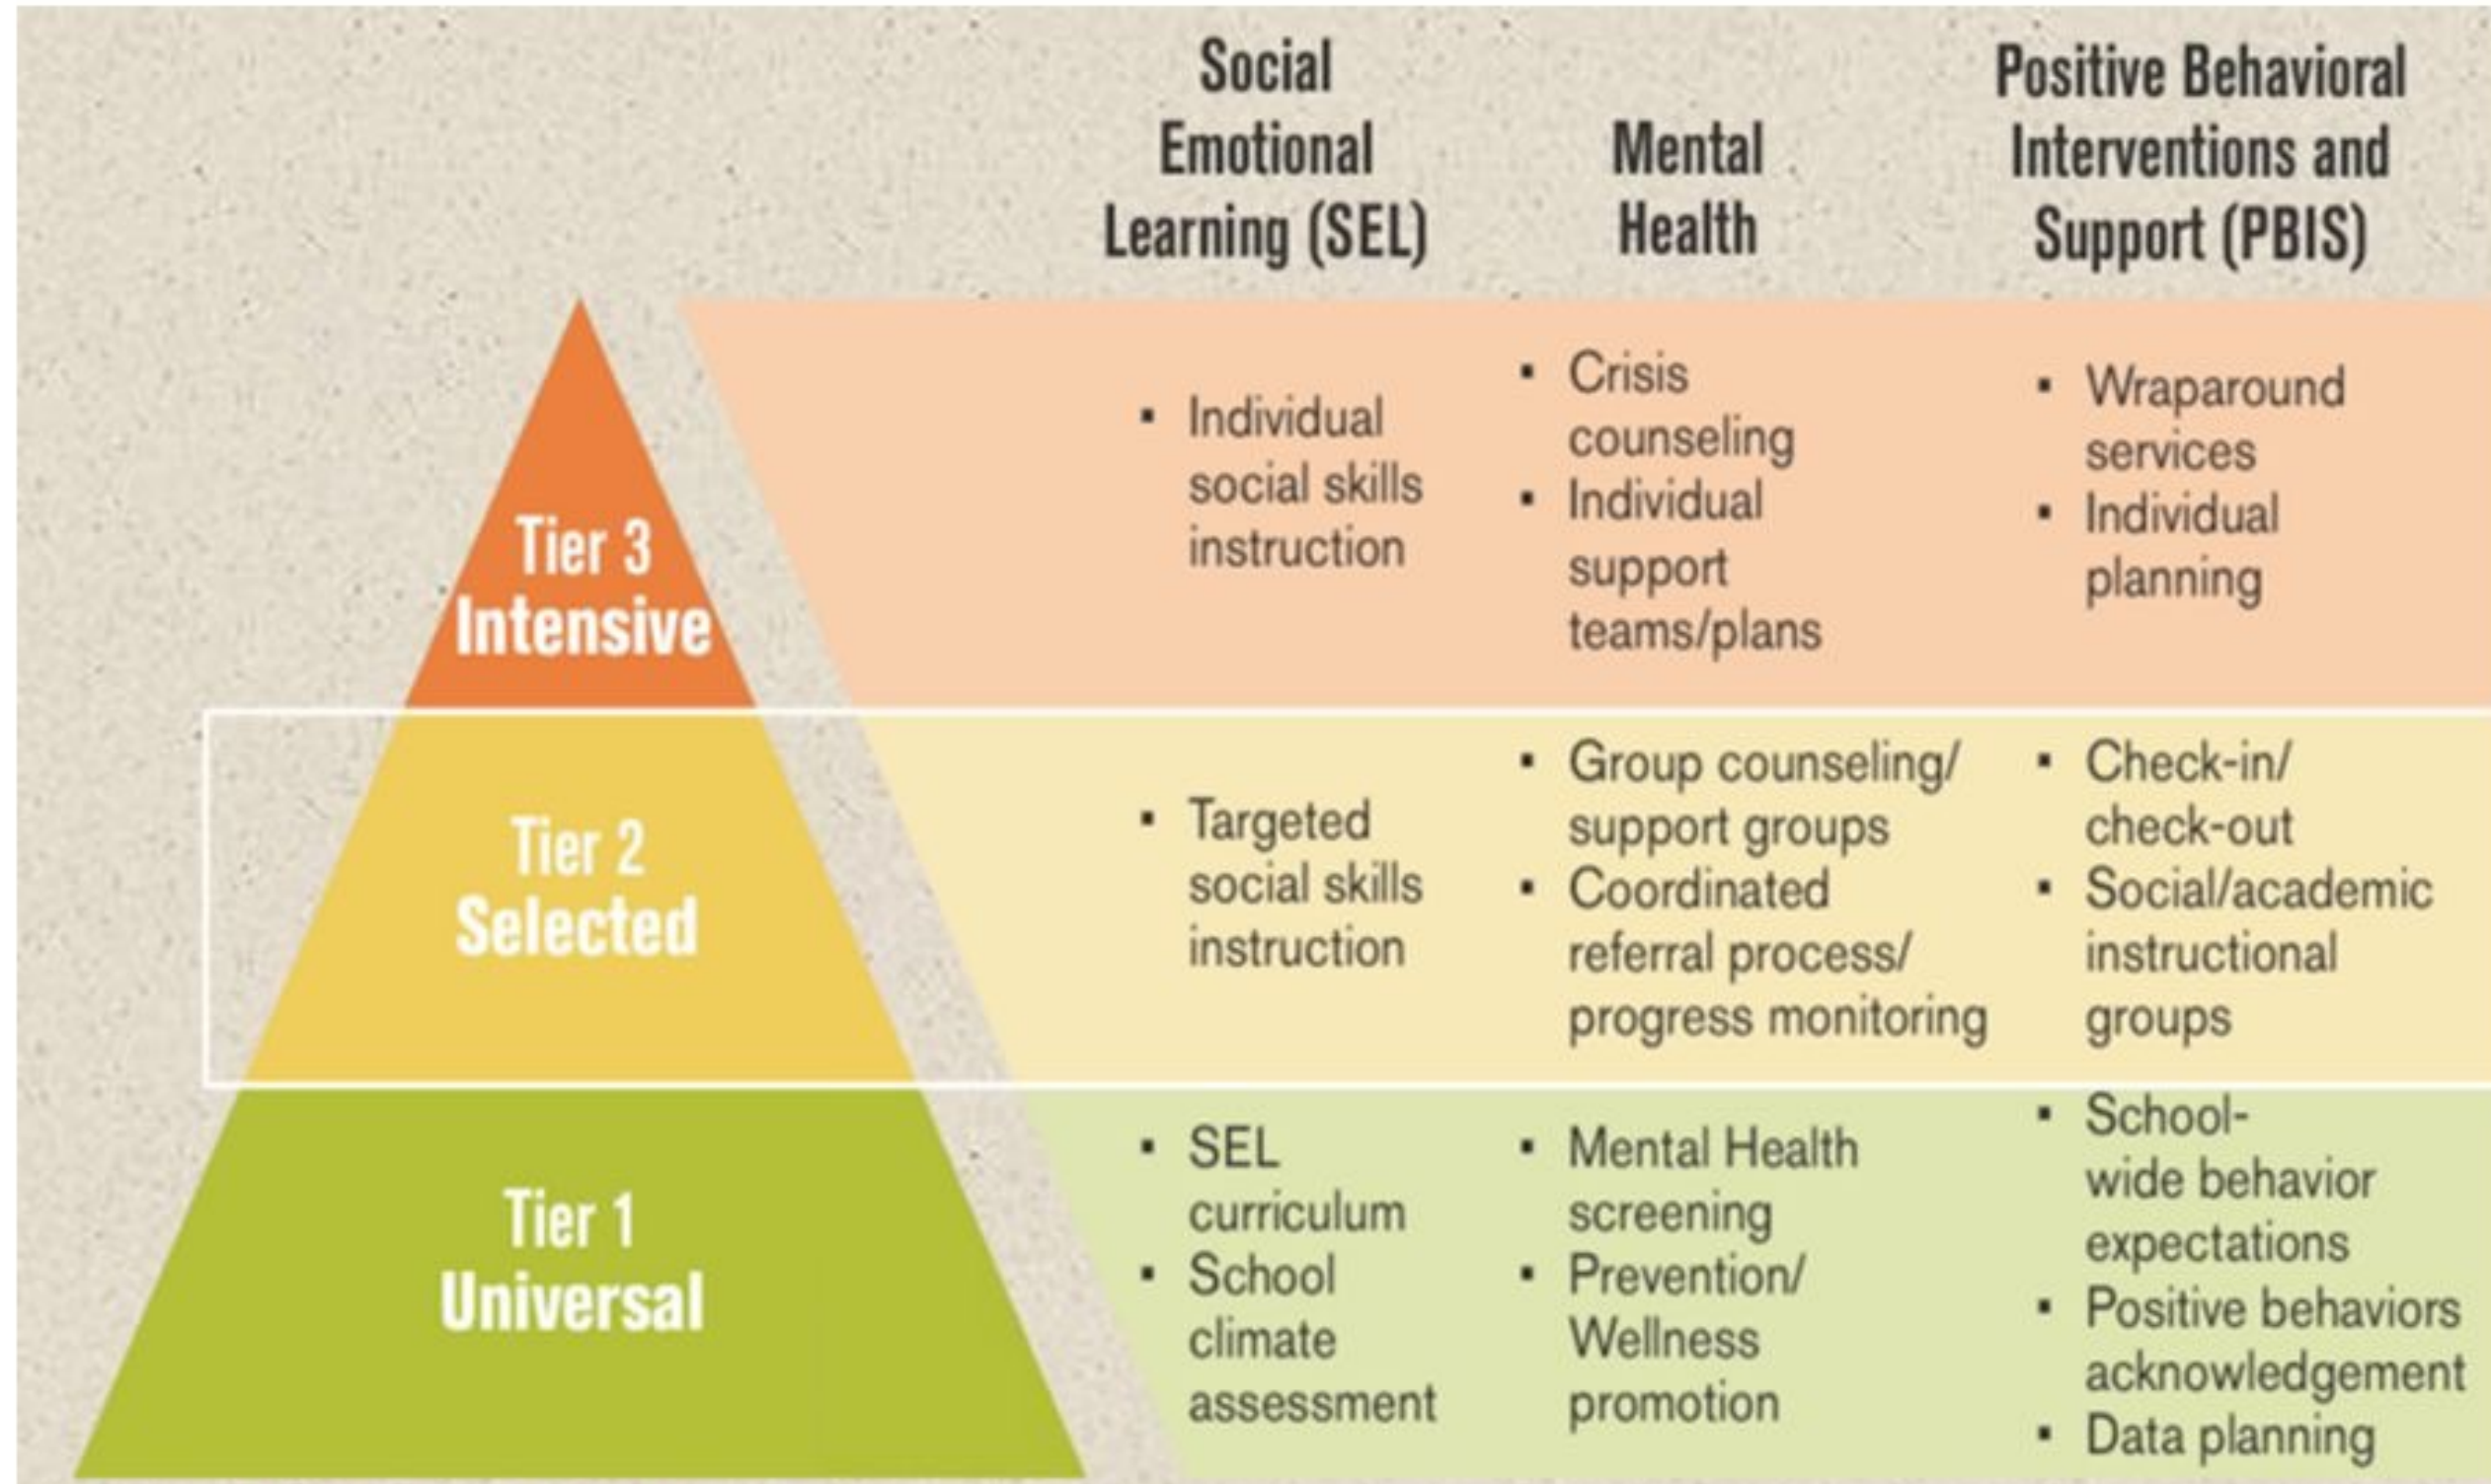 Social
Emotional
Learning (SEL)
Mental
Health
Positive Behavioral
Interventions and
Support (PBIS)
Tier 3
Intensive
▪ Individual
social skills
instruction
▪ Crisis
counseling
▪ Individual
support
teams/plans
▪ Wraparound
services
▪ Individual
planning
Tier 2
Selected
▪ Targeted
social skills
instruction
▪ Group counseling/
support groups
▪ Coordinated
referral process/
progress monitoring
▪ Check-in/
check-out
▪ Social/academic
instructional
groups
Tier 1
Universal
▪ SEL
curriculum
▪ School
climate
assessment
▪ Mental Health
screening
▪ Prevention/
Wellness
promotion
▪ School-
wide behavior
expectations
▪ Positive behaviors
acknowledgement
▪ Data planning